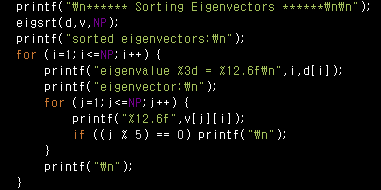 printf("₩n****** Sorting Eigenvectors ******₩n₩n");
eigsrt(d,v,NP);
printf("sorted eigenvectors:₩n");
for (i=1;i<=NP;i++) {
printf("eigenvalue %3d = %12.6f₩n",i,d[i]);
printf("eigenvector:₩n");
for (j=1;j<=NP;j++) {
printf("%12.6f",v[j][i]);
if ((j % 5) == 0) printf("₩n");
}
printf("₩n");
}